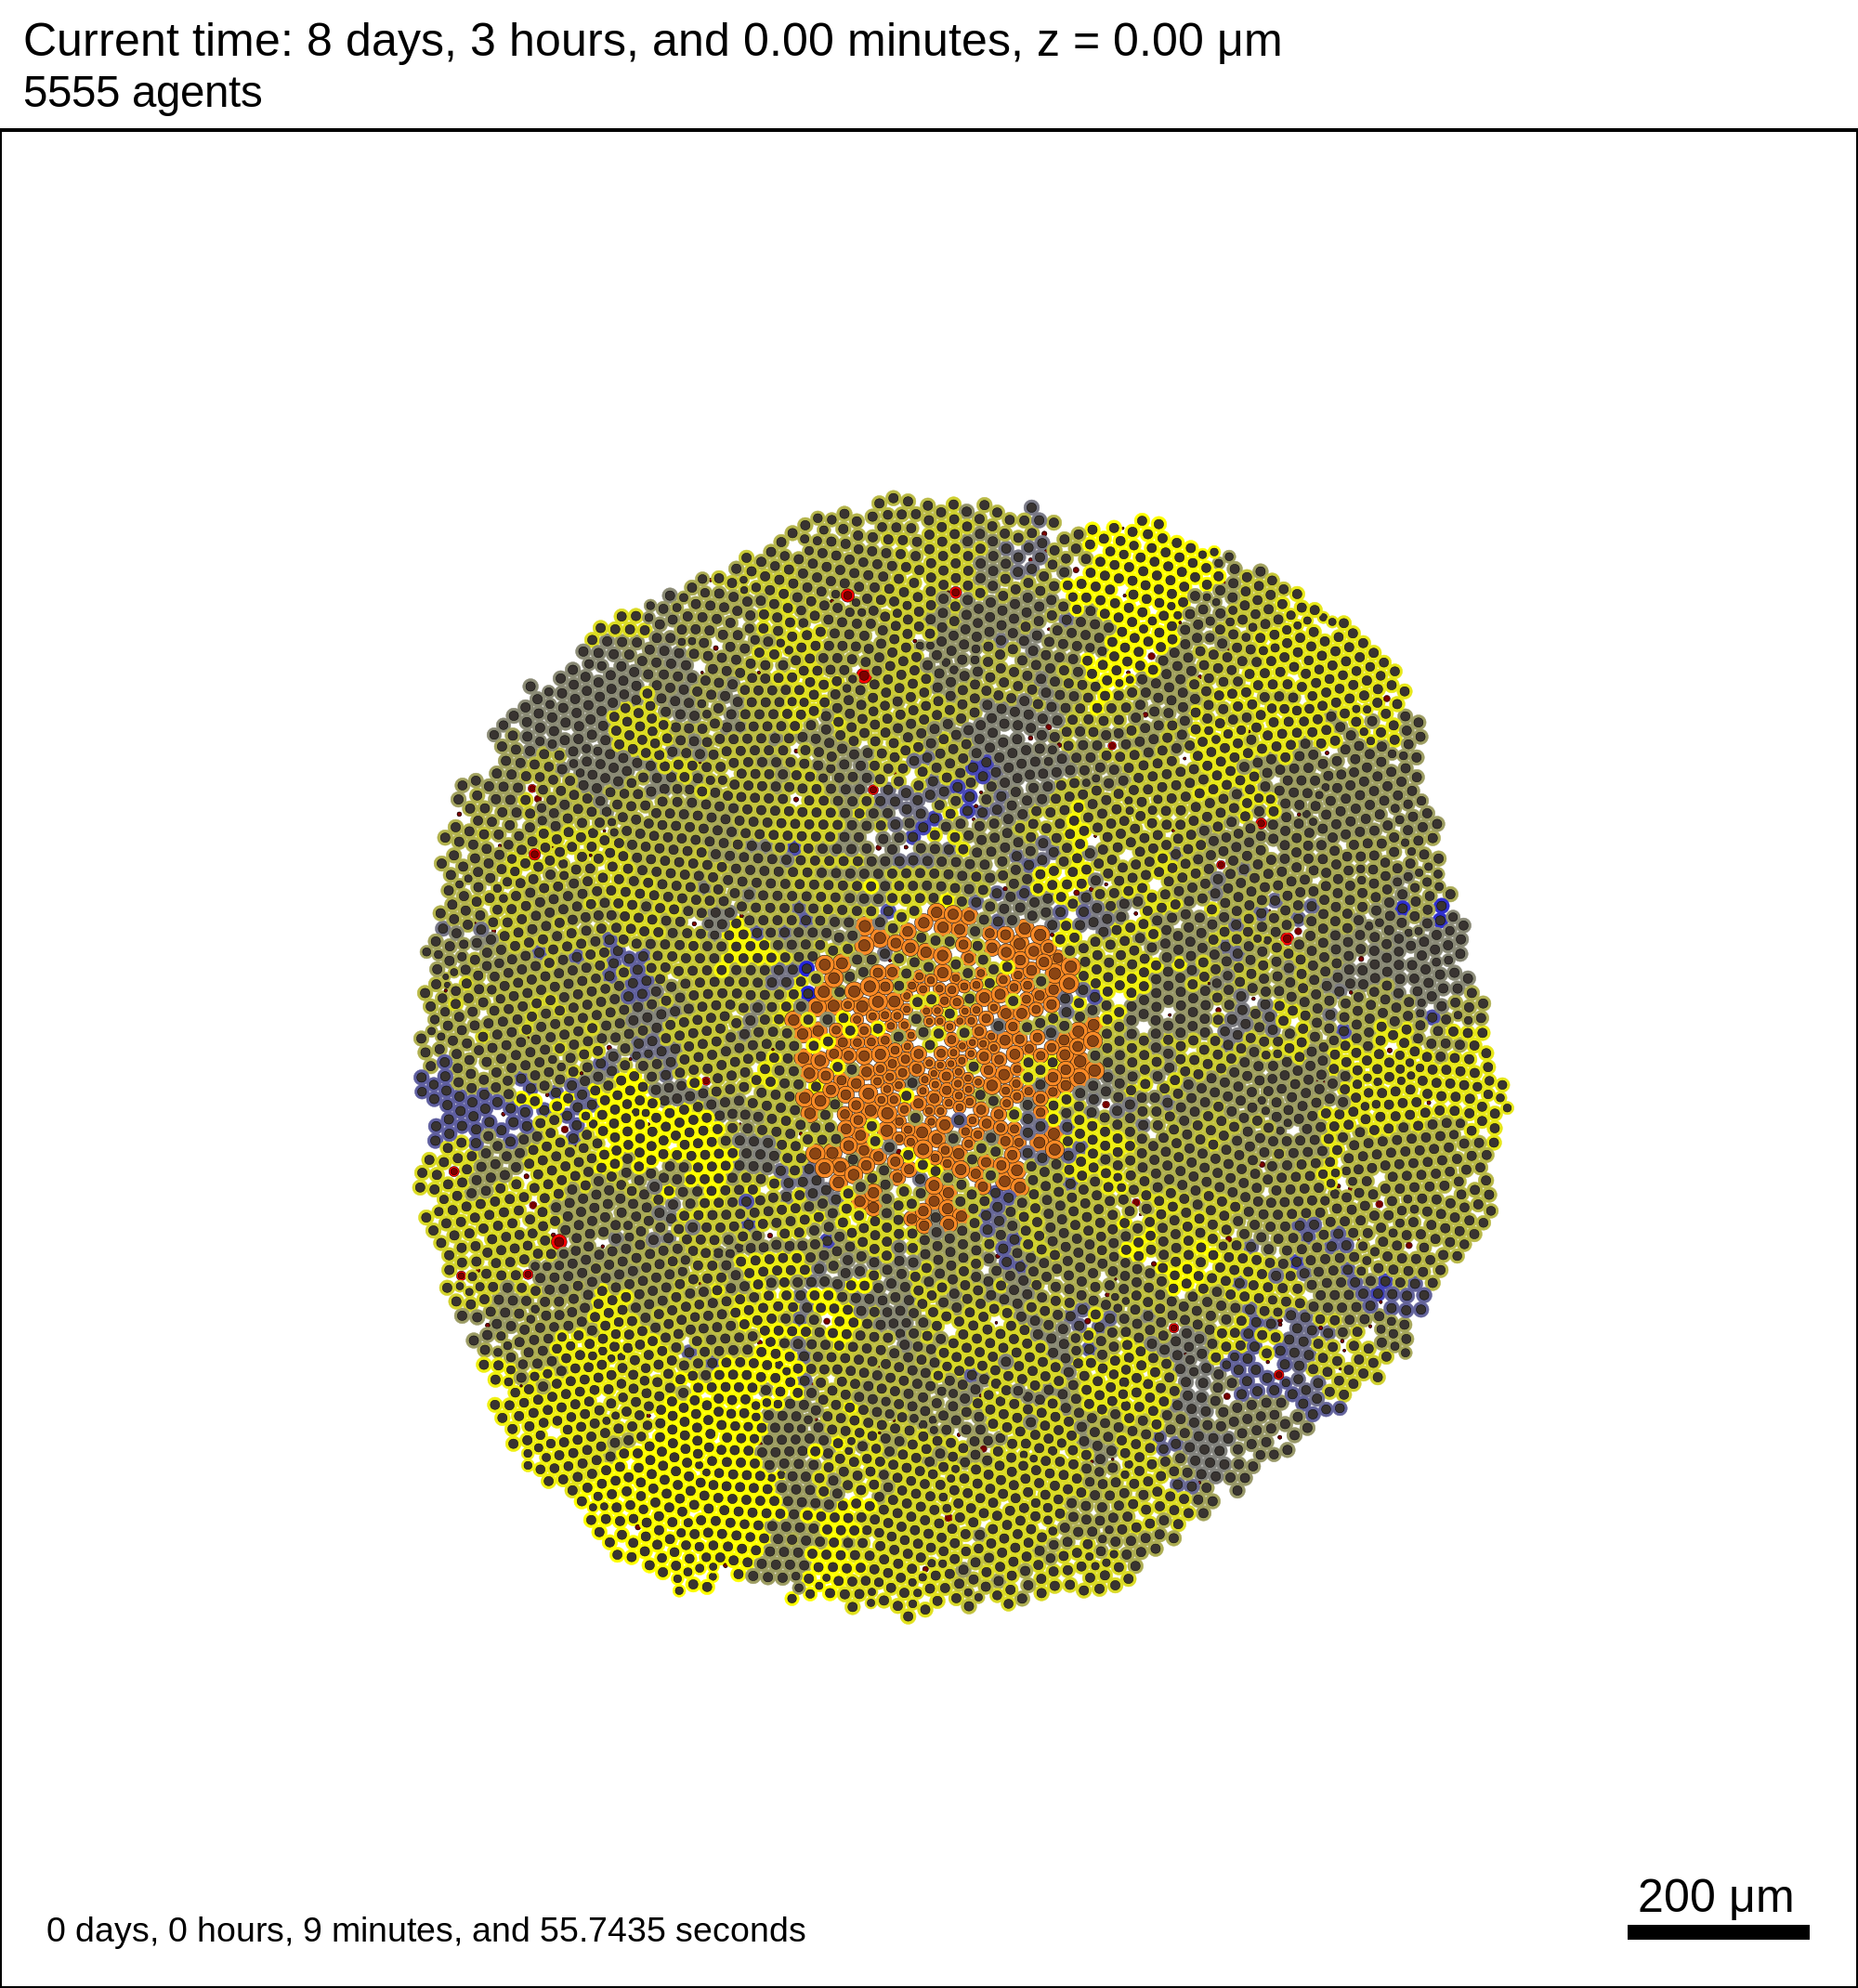 Current time: 8 days, 3 hours, and 0.00 minutes, z = 0.00 μm
5555 agents
200 μm
0 days, 0 hours, 9 minutes, and 55.7435 seconds